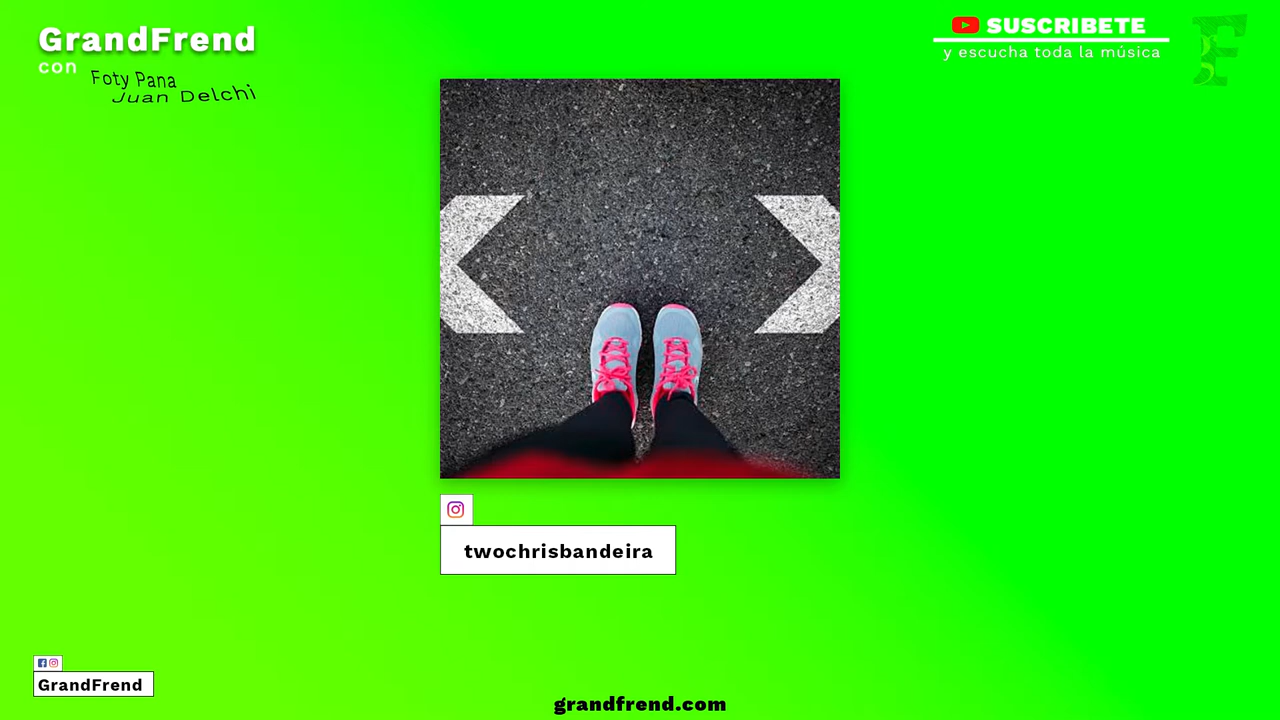 GrandFrend
con
Foty Pana
Juan Delchi
SUSCRIBETE
y escucha toda la música
F
twochrisbandeira
GrandFrend
grandfrend.com